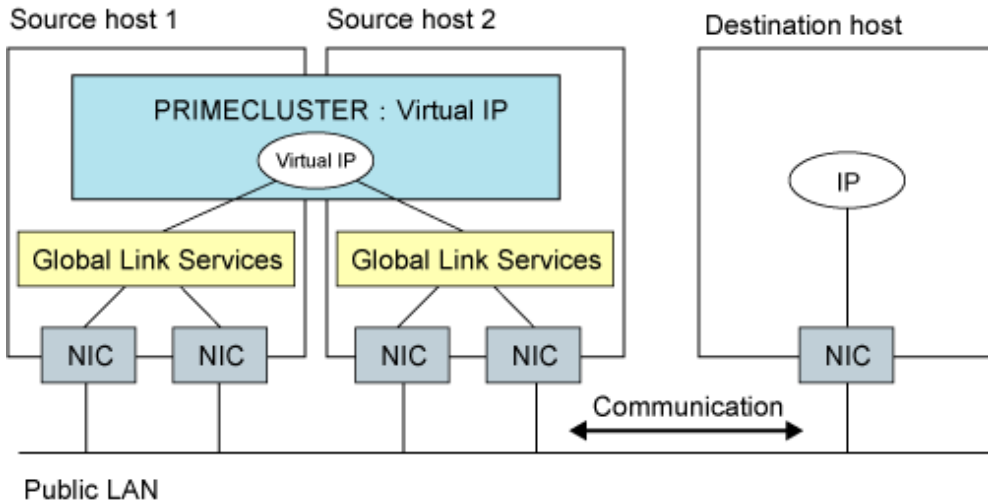 Source host 1
Source host 2
Destination host
PRIMECLUSTER : Virtual IP
Virtual IP
IP
Global Link Services
Global Link Services
NIC
NIC
NIC
NIC
NIC
Communication
Public LAN